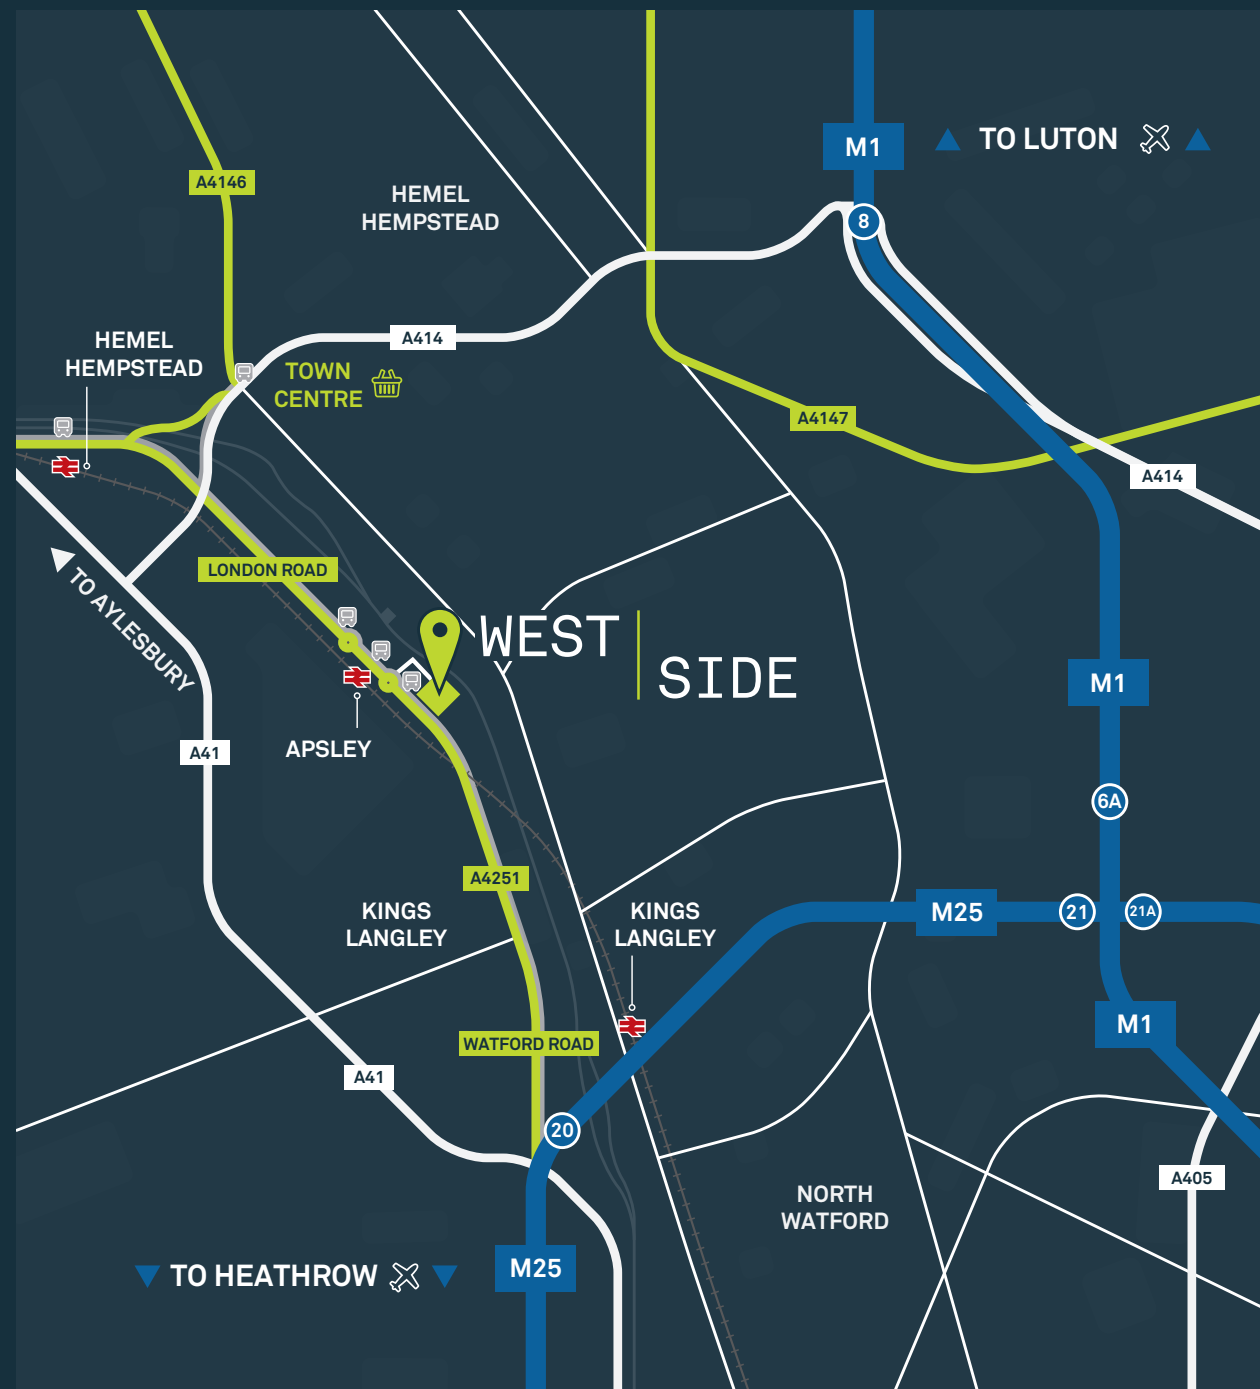 M1
TO LUTON
A4146
HEMEL
HEMPSTEAD
8
HEMEL
HEMPSTEAD
A414
TOWN
CENTRE
A4147
A414
LONDON ROAD
TO AYLESBURY
WEST
SIDE
M1
A41
APSLEY
6A
A4251
KINGS
LANGLEY
KINGS
LANGLEY
M25
21
21A
M1
WATFORD ROAD
A41
20
A405
NORTH
WATFORD
TO HEATHROW
M25